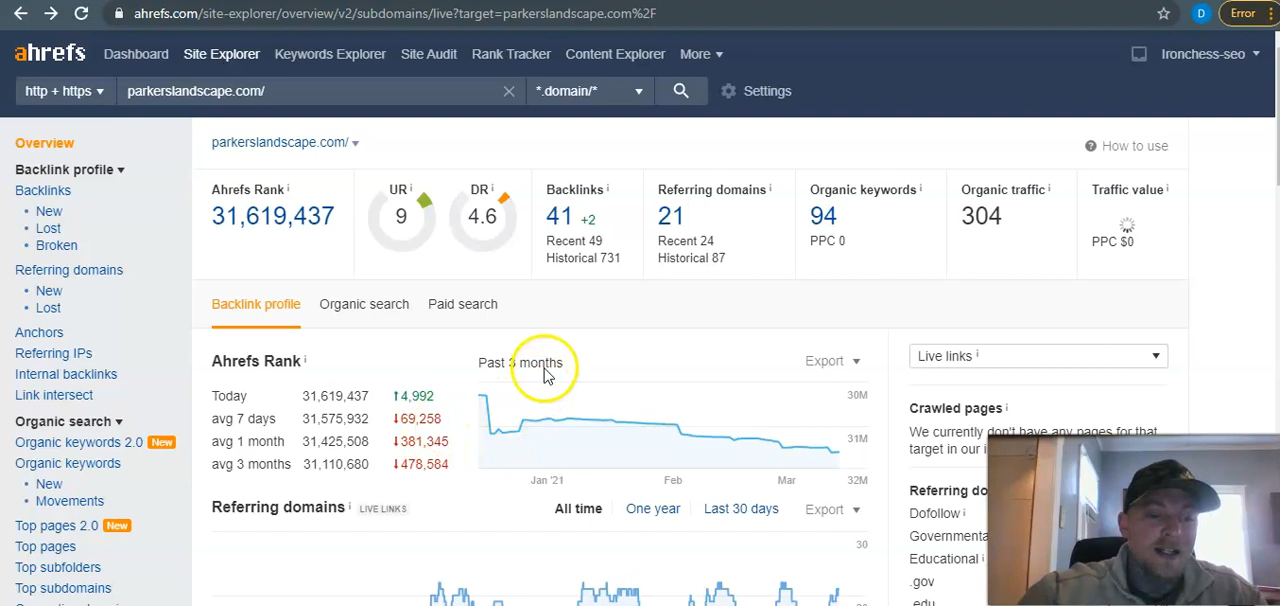 ahrefs.com/site-explorer/overview/v2/subdomains/live?target=parkerslandscape.com%2F
D
Error
ahrefs Dashboard Site Explorer Keywords Explorer Site Audit Rank Tracker Content Explorer More Ironchess-seo
http + https parkerslandscape.com/ *.domain/* Settings
Overview
Backlink profile
Backlinks
New
Lost
Broken
Referring domains
New
Lost
Anchors
Referring IPs
Internal backlinks
Link intersect
Organic search
Organic keywords 2.0 New
Organic keywords
New
Movements
Top pages 2.0 New
Top pages
Top subfolders
Top subdomains
parkerslandscape.com/
? How to use
Ahrefs Rank i
31,619,437
UR i
9
DR i
4.6
Backlinks i
41 +2
Recent 49
Historical 731
Referring domains i
21
Recent 24
Historical 87
Organic keywords i
94
PPC 0
Organic traffic i
304
Traffic value i
PPC $0
Backlink profile Organic search Paid search
Ahrefs Rank i
Past 3 months
Export
Today 31,619,437 ↑4,992
avg 7 days 31,575,932 ↓69,258
avg 1 month 31,425,508 ↓381,345
avg 3 months 31,110,680 ↓478,584
30M
31M
32M
Jan '21 Feb Mar
Referring domains i LIVE LINKS
All time One year Last 30 days Export
30
Live links i
Crawled pages i
We currently don't have any pages for that
target in our i
Referring do
Dofollow i
Governmenta
Educational i
.gov
.edu